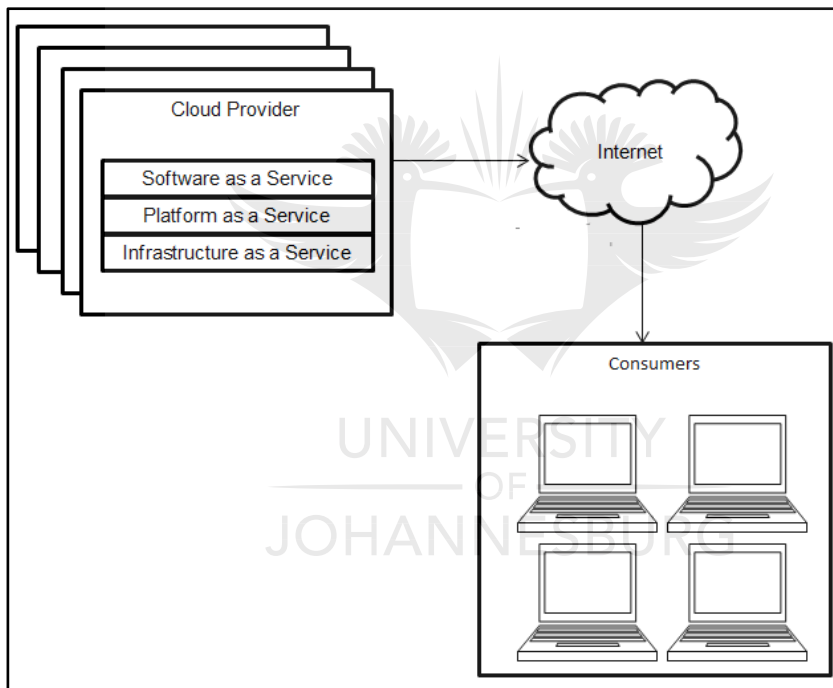 Cloud Provider
Software as a Service
Platform as a Service
Infrastructure as a Service
Internet
Consumers
UNIVERSITY
OF
JOHANNESBURG